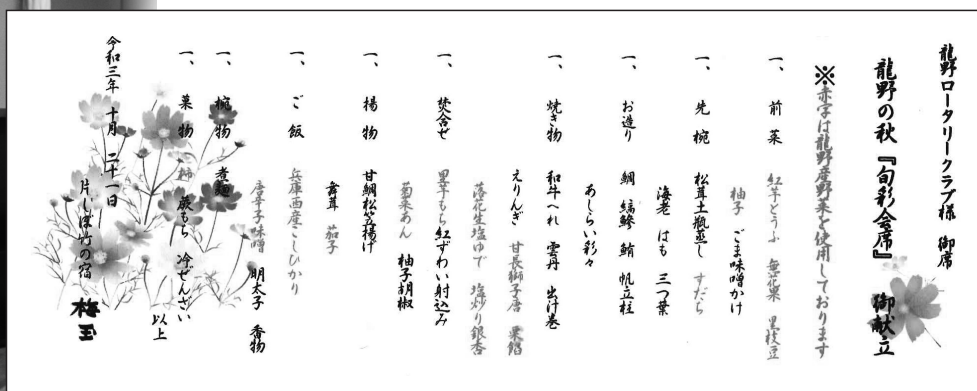 龍野ロータリークラブ様 御席
龍野の秋『旬彩会席』 御献立
※赤字は龍野産野菜を使用しております
一、前菜 紅芋とうふ 無花果 黒枝豆
柚子 ごま味噌かけ
一、先椀 松茸土瓶蒸し すだち
海老 はも 三つ葉
一、お造り 鯛 縞鰺 鮪 帆立柱
あしらい彩々
一、焼き物 和牛へれ 雲丹 出汁巻
えりんぎ 甘長獅子唐 栗餡
落花生塩ゆで 塩炒り銀杏
一、焚合せ 里芋もち紅ずわい射込み
菊菜あん 柚子胡椒
一、揚物 甘鯛松笠揚げ
舞茸 茄子
一、ご飯 兵庫西産こしひかり
唐辛子味噌 明太子 香物
一、椀物 煮麺
一、菓物 柿 蕨もち 冷ぜんざい
以上
令和三年 十月 二十一日
片しぼ竹の宿 梅玉